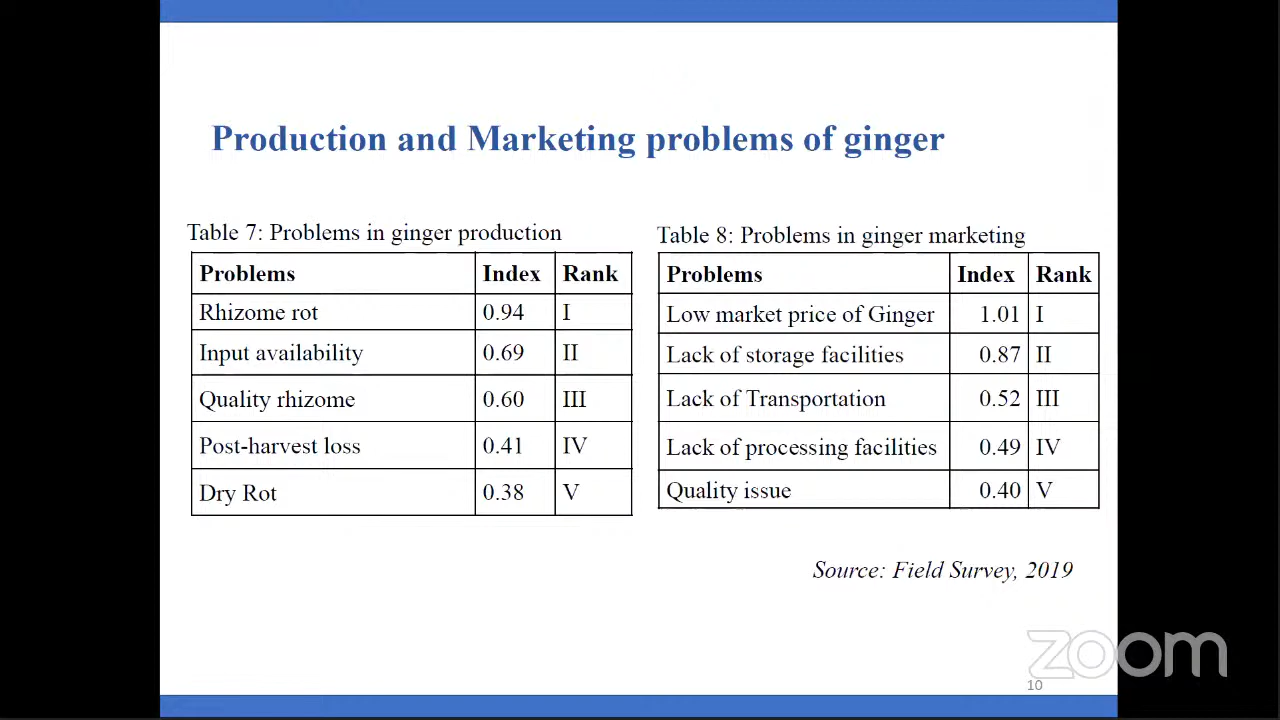 Production and Marketing problems of ginger
Table 7: Problems in ginger production
Problems Index Rank
Rhizome rot 0.94 I
Input availability 0.69 II
Quality rhizome 0.60 III
Post-harvest loss 0.41 IV
Dry Rot 0.38 V
Table 8: Problems in ginger marketing
Problems Index Rank
Low market price of Ginger 1.01 I
Lack of storage facilities 0.87 II
Lack of Transportation 0.52 III
Lack of processing facilities 0.49 IV
Quality issue 0.40 V
Source: Field Survey, 2019
zoom
10